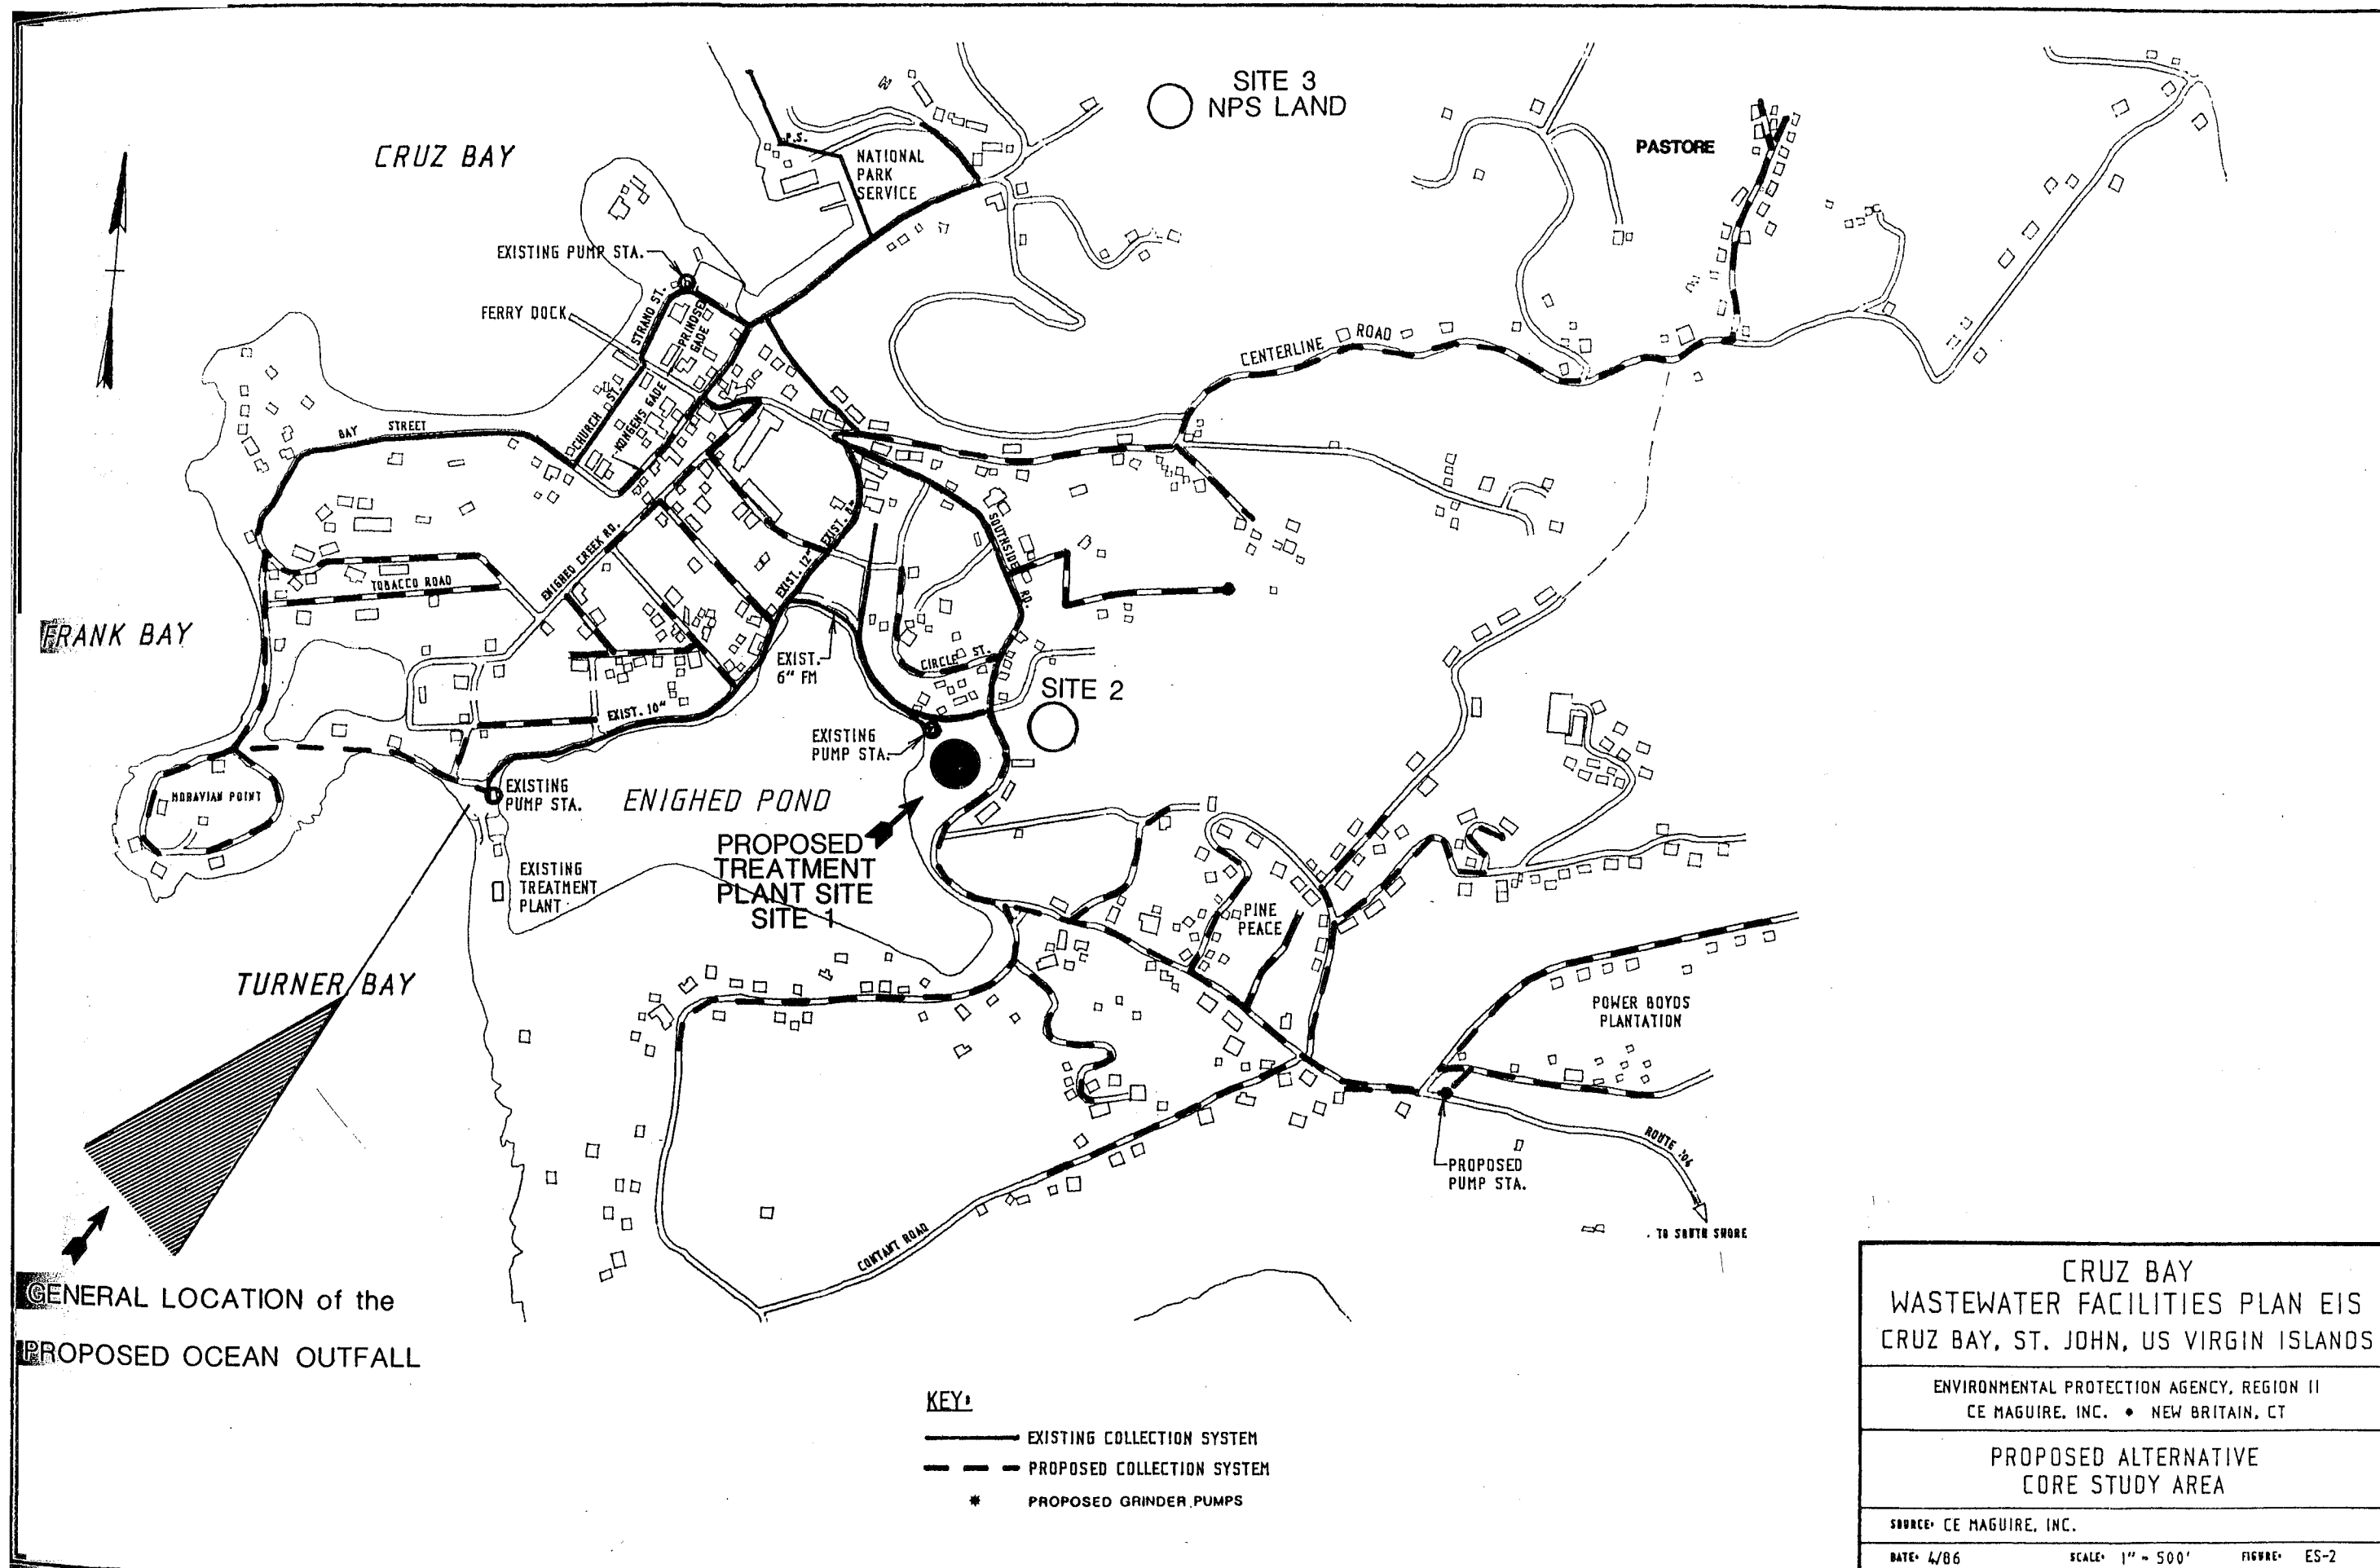 SITE 3
NPS LAND
CRUZ BAY
P.S.
NATIONAL
PARK
SERVICE
PASTORE
EXISTING PUMP STA.
FERRY DOCK
STRAND ST.
PRINDSEN
GADE
CENTERLINE ROAD
CHURCH ST.
KONGENS GADE
BAY STREET
SOUTHSIDE RD.
EXIST. 8"
EXIST. 12"
ENIGHED CREEK RD.
TOBACCO ROAD
FRANK BAY
EXIST.
6" FM
CIRCLE ST.
SITE 2
EXIST. 10"
EXISTING
PUMP STA.
MORAVIAN POINT
EXISTING
PUMP STA.
ENIGHED POND
PROPOSED
TREATMENT
PLANT SITE
SITE 1
EXISTING
TREATMENT
PLANT
PINE
PEACE
TURNER BAY
POWER BOYDS
PLANTATION
PROPOSED
PUMP STA.
ROUTE 104
TO SOUTH SHORE
CONTANT ROAD
GENERAL LOCATION of the
PROPOSED OCEAN OUTFALL
KEY:
EXISTING COLLECTION SYSTEM
PROPOSED COLLECTION SYSTEM
* PROPOSED GRINDER PUMPS
CRUZ BAY
WASTEWATER FACILITIES PLAN EIS
CRUZ BAY, ST. JOHN, US VIRGIN ISLANDS
ENVIRONMENTAL PROTECTION AGENCY, REGION II
CE MAGUIRE, INC. • NEW BRITAIN, CT
PROPOSED ALTERNATIVE
CORE STUDY AREA
SOURCE: CE MAGUIRE, INC.
DATE: 4/86 SCALE: 1" = 500' FIGURE: ES-2